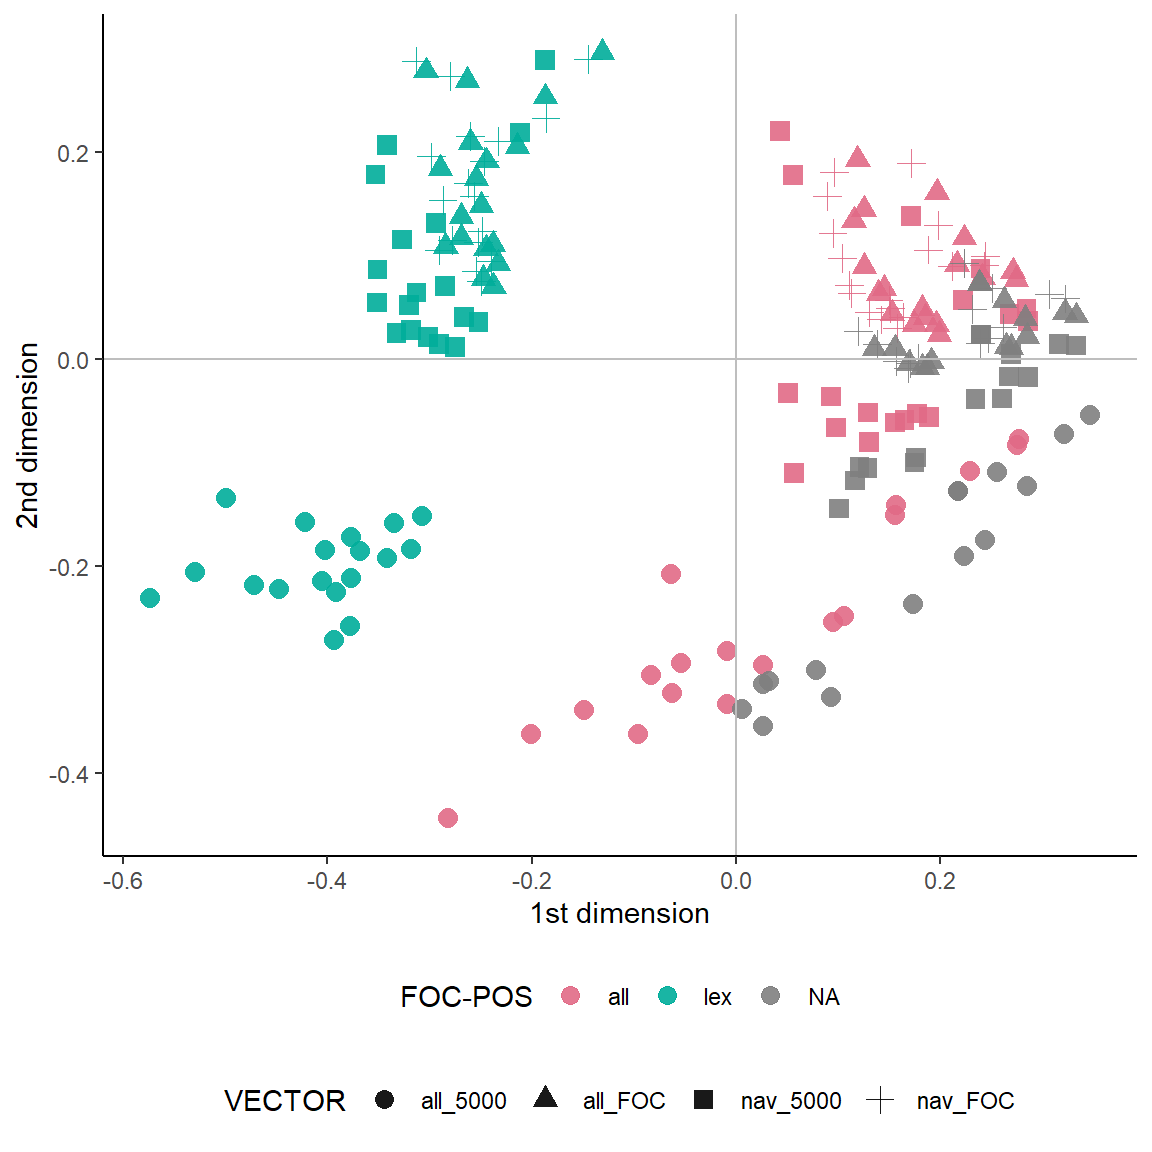 0.2
0.0
-0.2
-0.4
2nd dimension
-0.6 -0.4 -0.2 0.0 0.2
1st dimension
FOC-POS all lex NA
VECTOR all_5000 all_FOC nav_5000 nav_FOC